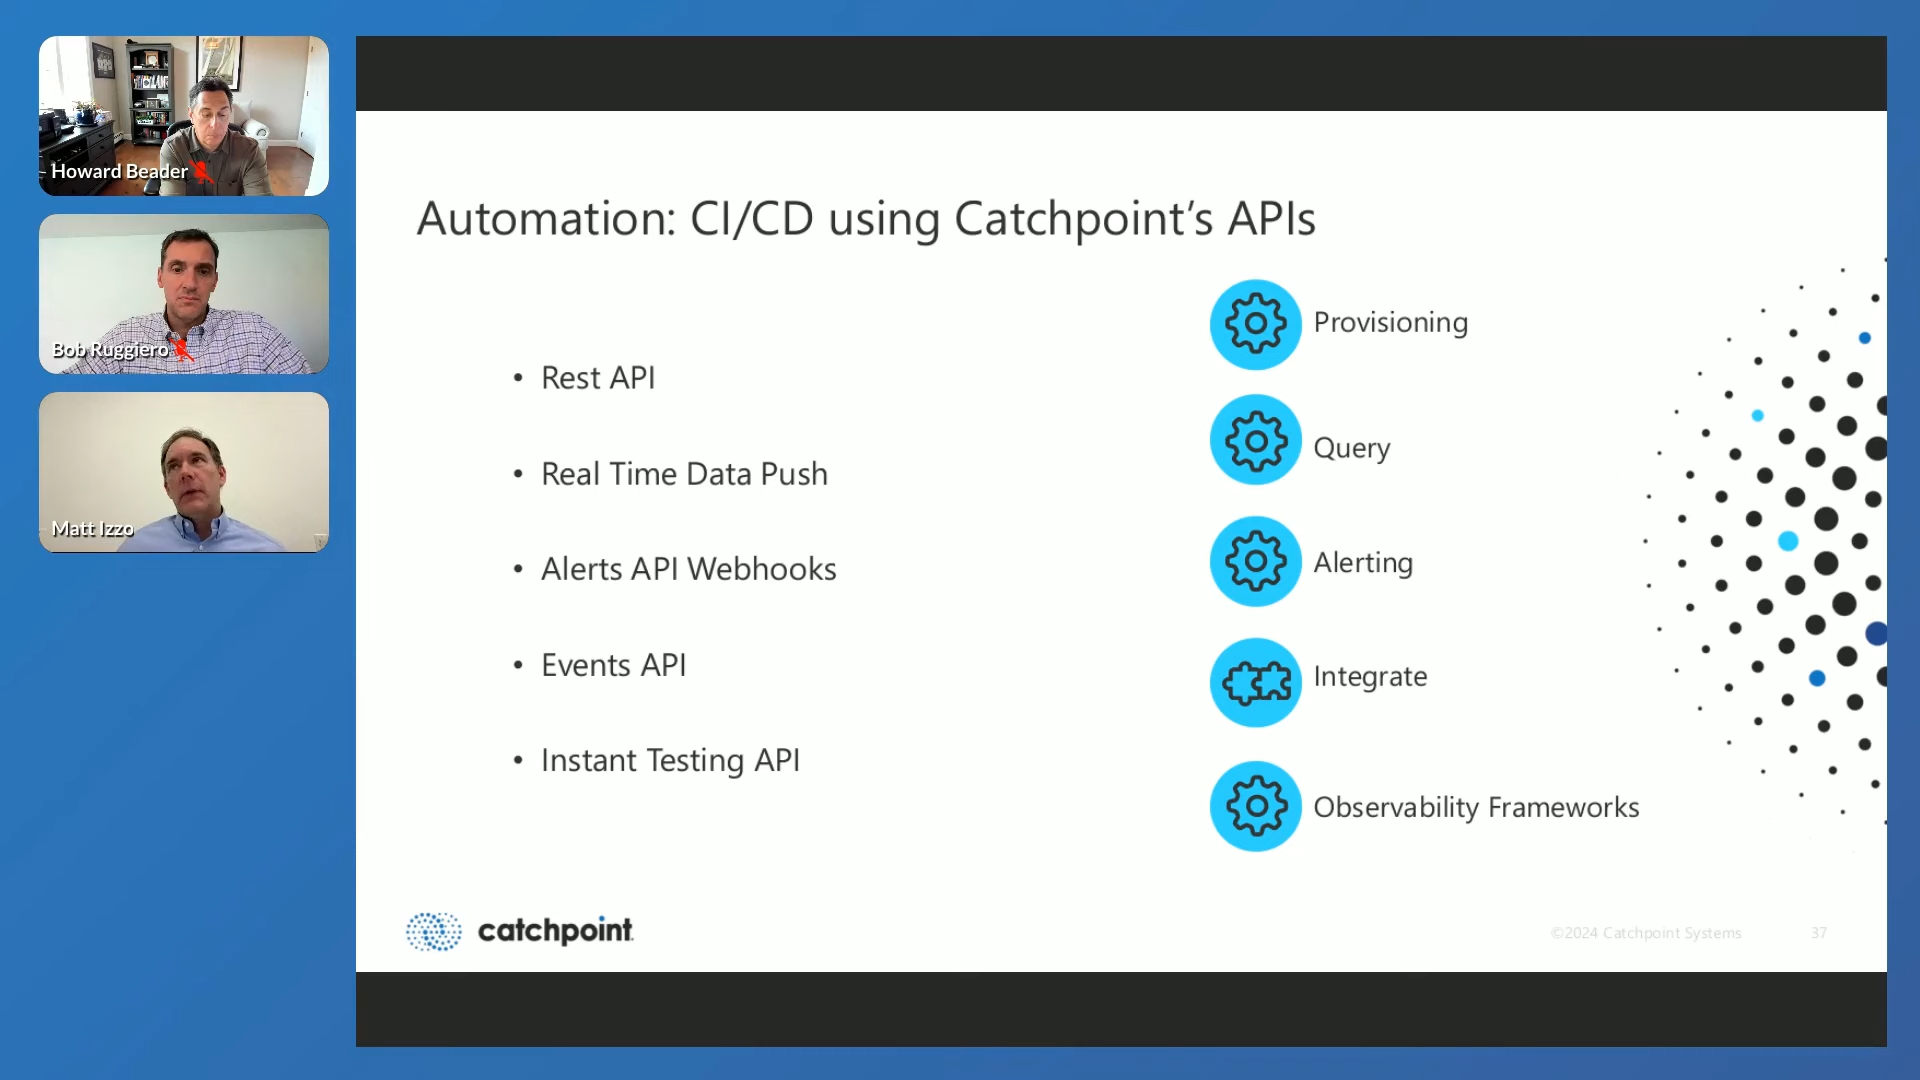 Howard Beader
Bob Ruggiero
Matt Izzo
Automation: CI/CD using Catchpoint’s APIs
• Rest API
• Real Time Data Push
• Alerts API Webhooks
• Events API
• Instant Testing API
Provisioning
Query
Alerting
Integrate
Observability Frameworks
catchpoint
©2024 Catchpoint Systems
37